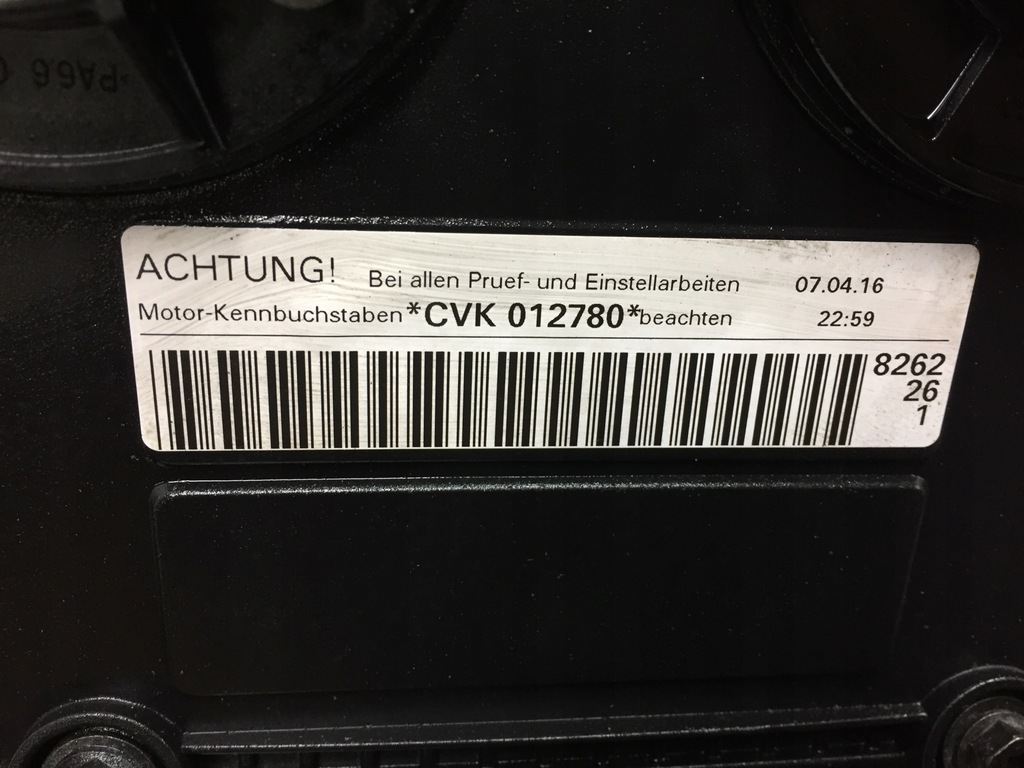 *PA66
ACHTUNG! Bei allen Pruef- und Einstellarbeiten 07.04.16
Motor-Kennbuchstaben *CVK 012780* beachten 22:59
8262
26
1